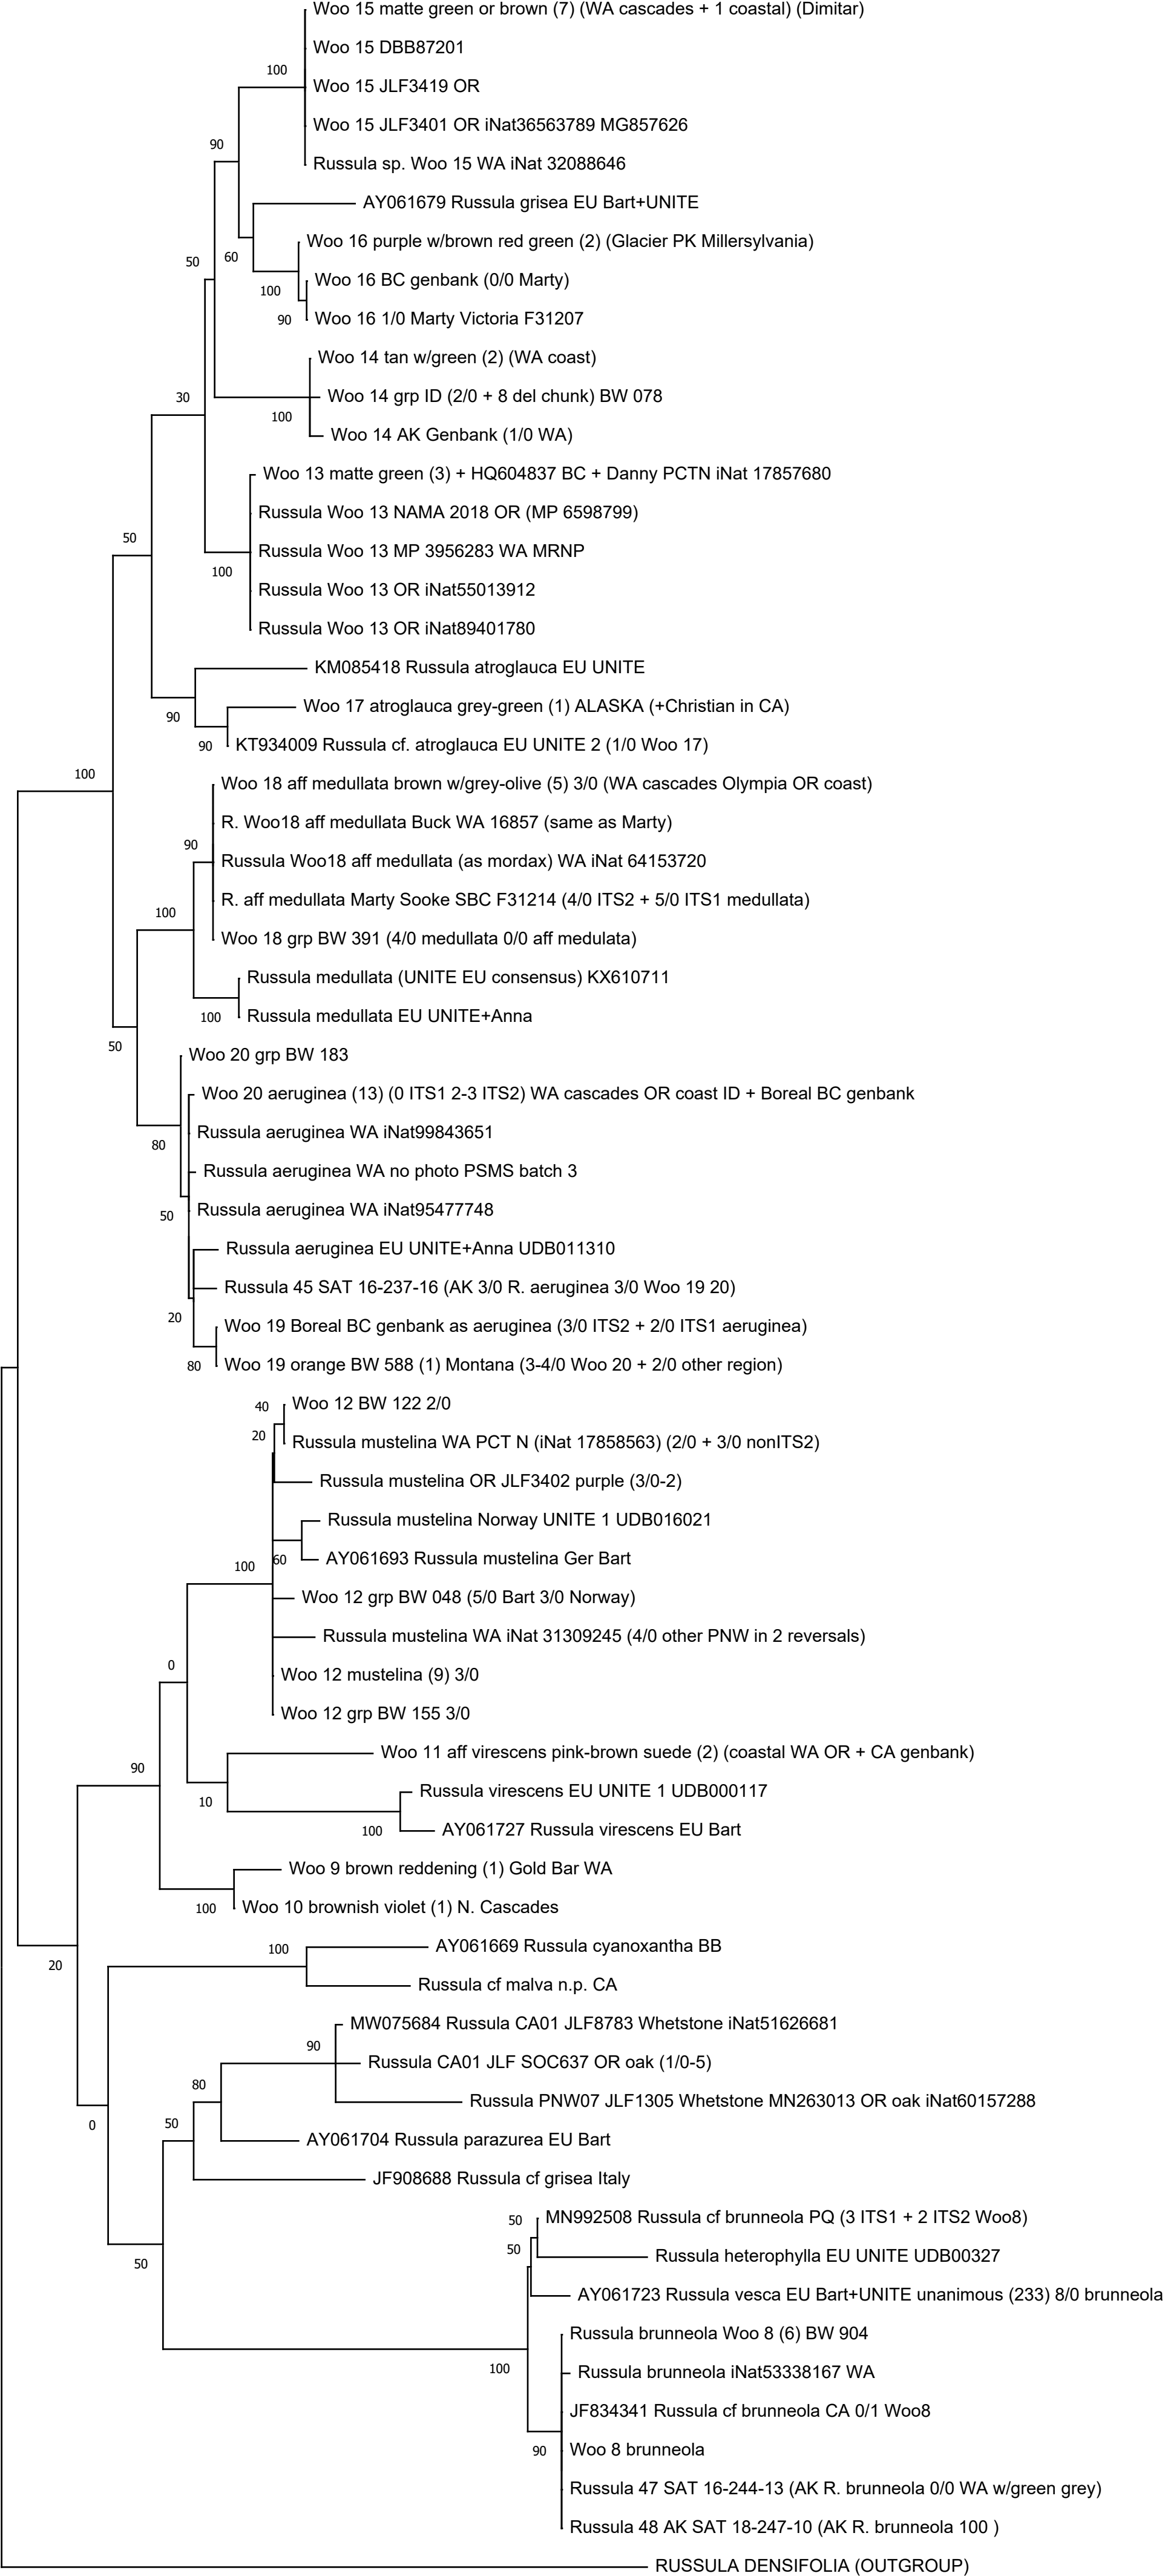 Woo 15 matte green or brown (7) (WA cascades + 1 coastal) (Dimitar)
Woo 15 DBB87201
100
Woo 15 JLF3419 OR
Woo 15 JLF3401 OR iNat36563789 MG857626
90
Russula sp. Woo 15 WA iNat 32088646
AY061679 Russula grisea EU Bart+UNITE
Woo 16 purple w/brown red green (2) (Glacier PK Millersylvania)
50
60
Woo 16 BC genbank (0/0 Marty)
100
90
Woo 16 1/0 Marty Victoria F31207
Woo 14 tan w/green (2) (WA coast)
30
Woo 14 grp ID (2/0 + 8 del chunk) BW 078
100
Woo 14 AK Genbank (1/0 WA)
Woo 13 matte green (3) + HQ604837 BC + Danny PCTN iNat 17857680
Russula Woo 13 NAMA 2018 OR (MP 6598799)
50
Russula Woo 13 MP 3956283 WA MRNP
100
Russula Woo 13 OR iNat55013912
Russula Woo 13 OR iNat89401780
KM085418 Russula atroglauca EU UNITE
Woo 17 atroglauca grey-green (1) ALASKA (+Christian in CA)
90
90
KT934009 Russula cf. atroglauca EU UNITE 2 (1/0 Woo 17)
100
Woo 18 aff medullata brown w/grey-olive (5) 3/0 (WA cascades Olympia OR coast)
R. Woo18 aff medullata Buck WA 16857 (same as Marty)
90
Russula Woo18 aff medullata (as mordax) WA iNat 64153720
R. aff medullata Marty Sooke SBC F31214 (4/0 ITS2 + 5/0 ITS1 medullata)
100
Woo 18 grp BW 391 (4/0 medullata 0/0 aff medulata)
Russula medullata (UNITE EU consensus) KX610711
100
Russula medullata EU UNITE+Anna
50
Woo 20 grp BW 183
Woo 20 aeruginea (13) (0 ITS1 2-3 ITS2) WA cascades OR coast ID + Boreal BC genbank
Russula aeruginea WA iNat99843651
80
Russula aeruginea WA no photo PSMS batch 3
50
Russula aeruginea WA iNat95477748
Russula aeruginea EU UNITE+Anna UDB011310
Russula 45 SAT 16-237-16 (AK 3/0 R. aeruginea 3/0 Woo 19 20)
20
Woo 19 Boreal BC genbank as aeruginea (3/0 ITS2 + 2/0 ITS1 aeruginea)
80
Woo 19 orange BW 588 (1) Montana (3-4/0 Woo 20 + 2/0 other region)
40
Woo 12 BW 122 2/0
20
Russula mustelina WA PCT N (iNat 17858563) (2/0 + 3/0 nonITS2)
Russula mustelina OR JLF3402 purple (3/0-2)
Russula mustelina Norway UNITE 1 UDB016021
100
60
AY061693 Russula mustelina Ger Bart
Woo 12 grp BW 048 (5/0 Bart 3/0 Norway)
Russula mustelina WA iNat 31309245 (4/0 other PNW in 2 reversals)
0
Woo 12 mustelina (9) 3/0
Woo 12 grp BW 155 3/0
Woo 11 aff virescens pink-brown suede (2) (coastal WA OR + CA genbank)
90
10
Russula virescens EU UNITE 1 UDB000117
100
AY061727 Russula virescens EU Bart
Woo 9 brown reddening (1) Gold Bar WA
100
Woo 10 brownish violet (1) N. Cascades
20
100
AY061669 Russula cyanoxantha BB
Russula cf malva n.p. CA
MW075684 Russula CA01 JLF8783 Whetstone iNat51626681
90
Russula CA01 JLF SOC637 OR oak (1/0-5)
80
Russula PNW07 JLF1305 Whetstone MN263013 OR oak iNat60157288
0
50
AY061704 Russula parazurea EU Bart
JF908688 Russula cf grisea Italy
50
50
MN992508 Russula cf brunneola PQ (3 ITS1 + 2 ITS2 Woo8)
50
Russula heterophylla EU UNITE UDB00327
AY061723 Russula vesca EU Bart+UNITE unanimous (233) 8/0 brunneola
Russula brunneola Woo 8 (6) BW 904
100
Russula brunneola iNat53338167 WA
JF834341 Russula cf brunneola CA 0/1 Woo8
90
Woo 8 brunneola
Russula 47 SAT 16-244-13 (AK R. brunneola 0/0 WA w/green grey)
Russula 48 AK SAT 18-247-10 (AK R. brunneola 100 )
RUSSULA DENSIFOLIA (OUTGROUP)